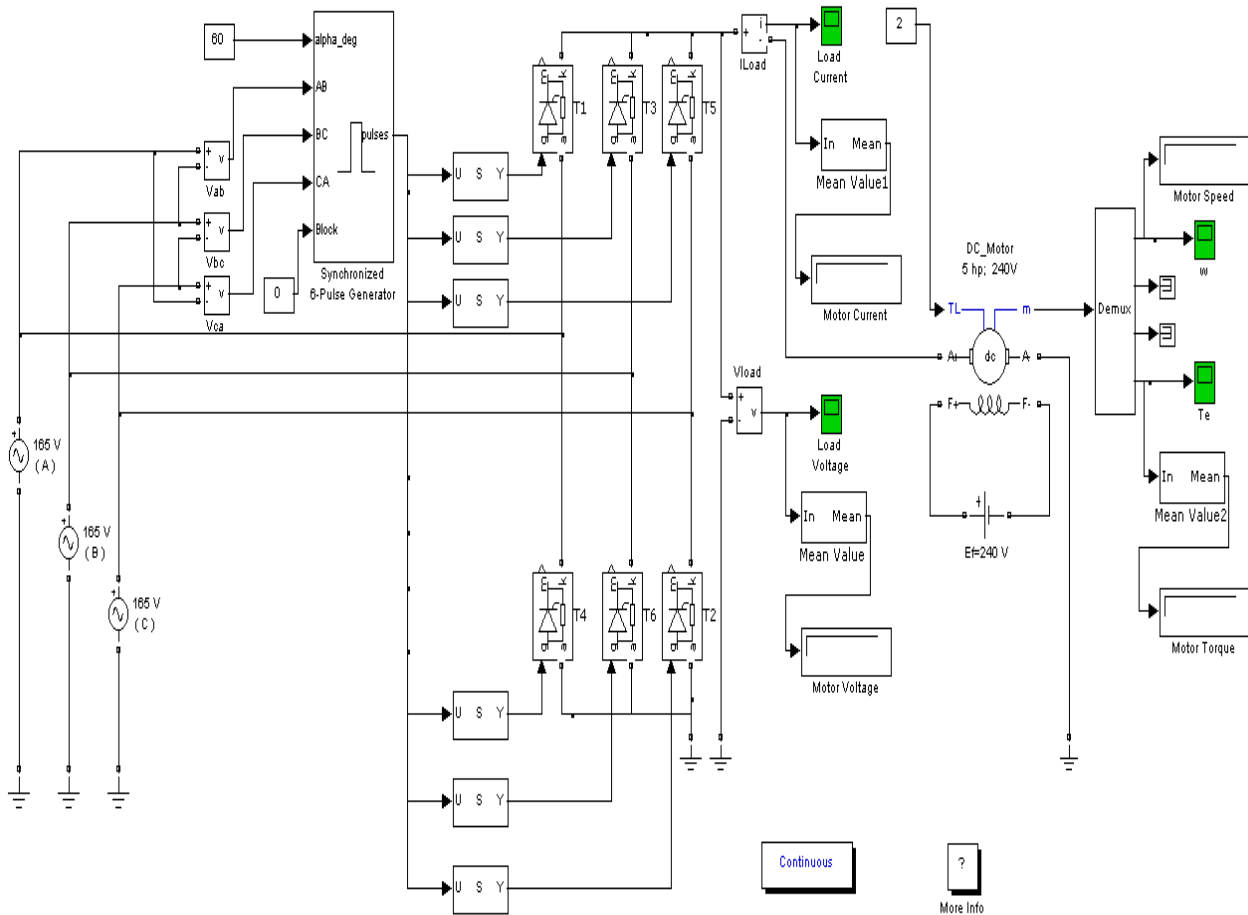 60
alpha_deg
AB
BC
CA
Block
pulses
Synchronized
6-Pulse Generator
0
+
-
v
Vab
+
-
v
Vbc
+
-
v
Vca
U S Y
U S Y
U S Y
m k
g a
T1
m k
g a
T3
m k
g a
T5
+ i
-
ILoad
Load
Current
In Mean
Mean Value1
Motor Current
2
DC_Motor
5 hp; 240V
TL m
dc
F+ F-
+
Ef=240 V
Demux
Motor Speed
w
Te
In Mean
Mean Value2
Motor Torque
Vload
+
-
v
Load
Voltage
In Mean
Mean Value
Motor Voltage
+
165 V
(A)
+
165 V
(B)
+
165 V
(C)
m k
g a
T4
m k
g a
T6
m k
g a
T2
U S Y
U S Y
U S Y
Continuous
?
More Info